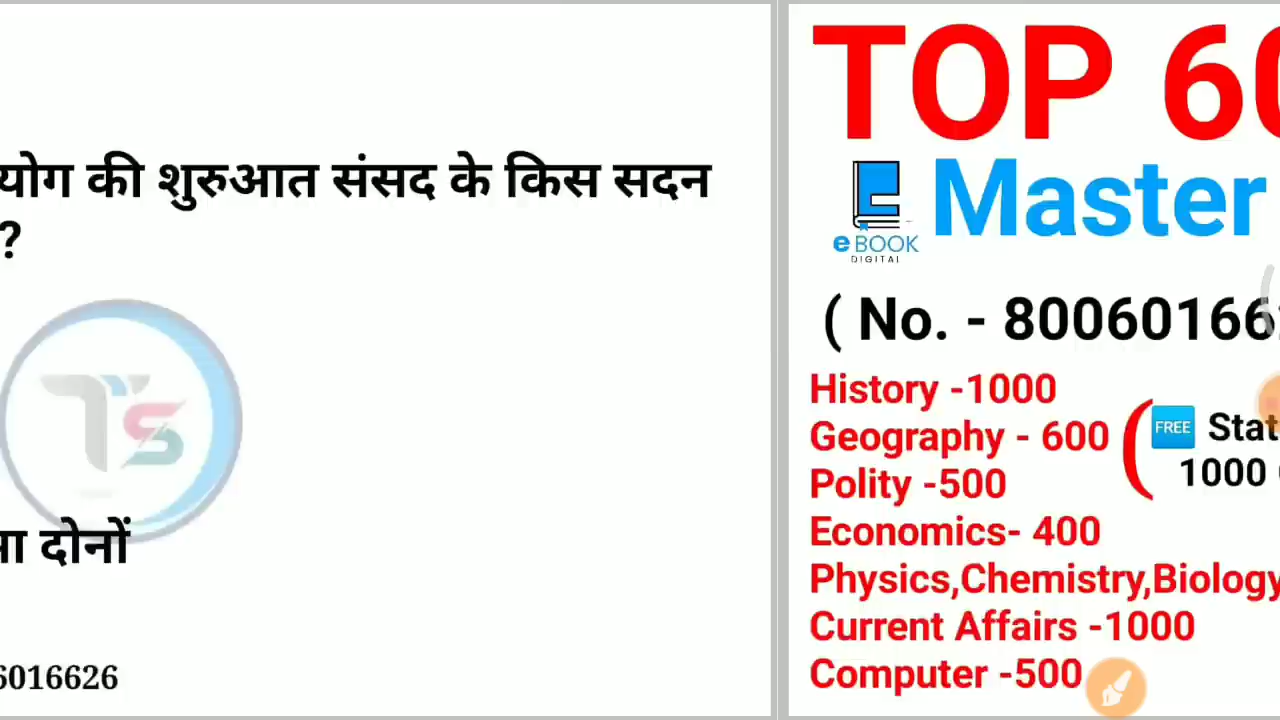 योग की शुरुआत संसद के किस सदन
?
TS
दोनों
6016626
TOP 60
Master
eBOOK
DIGITAL
( No. - 80060166
History -1000
Geography - 600
FREE Stat
1000
Polity -500
Economics- 400
Physics,Chemistry,Biology
Current Affairs -1000
Computer -500